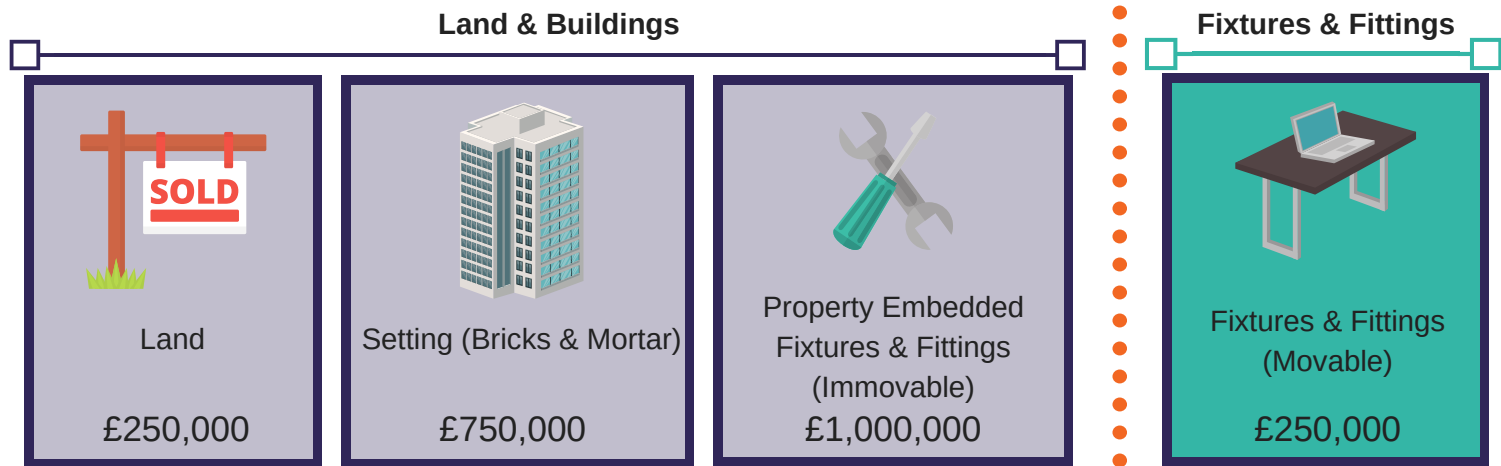 Land & Buildings
Fixtures & Fittings
SOLD
Land
£250,000
Setting (Bricks & Mortar)
£750,000
Property Embedded
Fixtures & Fittings
(Immovable)
£1,000,000
Fixtures & Fittings
(Movable)
£250,000